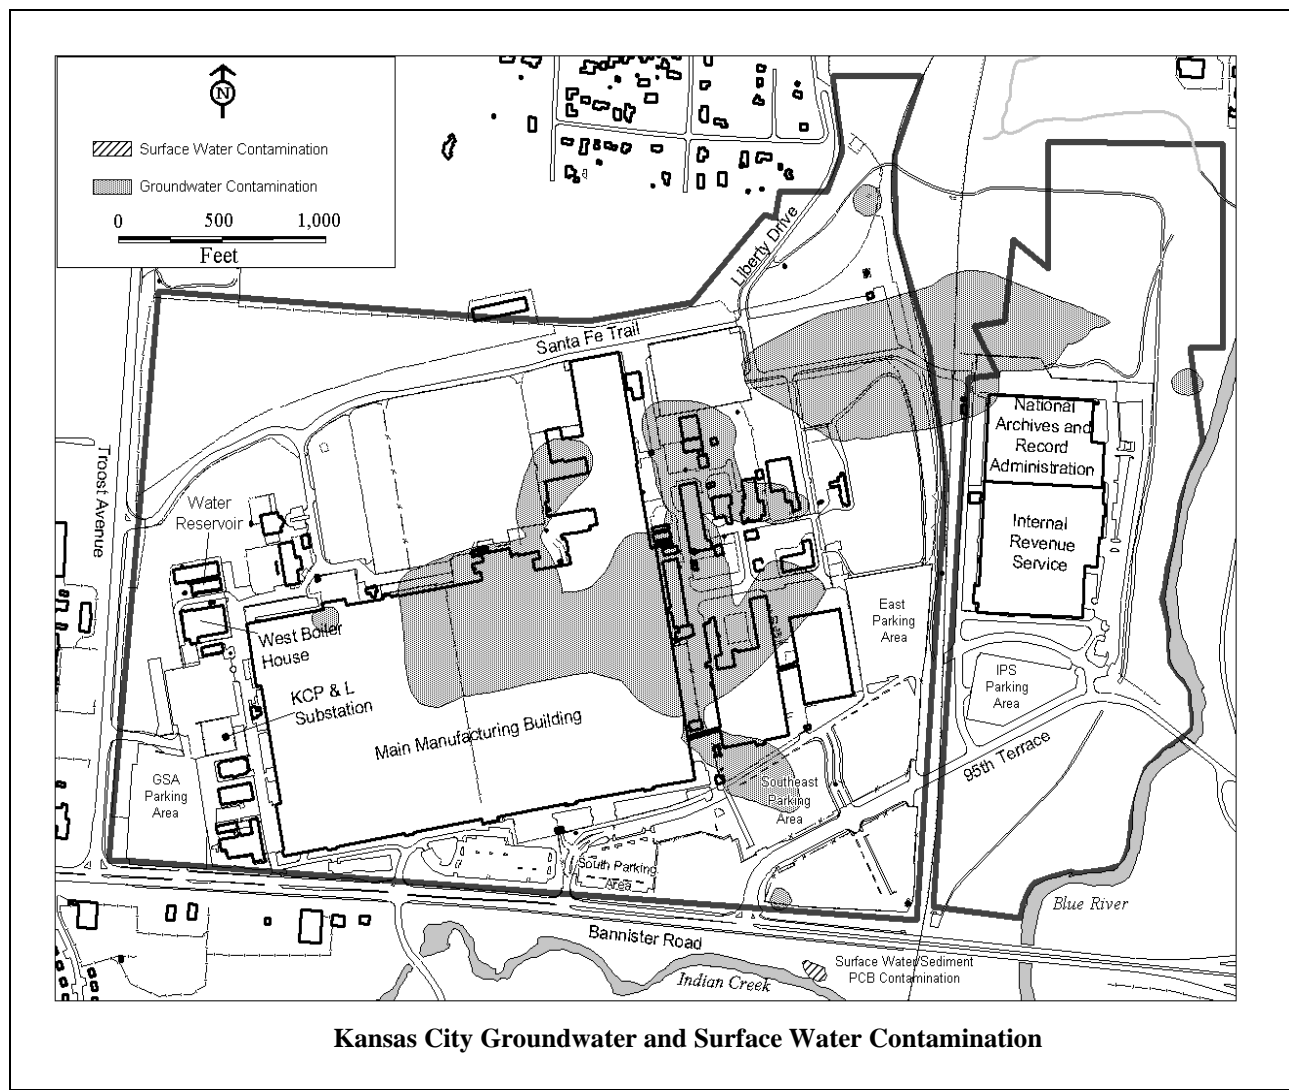 N
Surface Water Contamination
Groundwater Contamination
0 500 1,000
Feet
Liberty Drive
Santa Fe Trail
Troost Avenue
Water
Reservoir
National
Archives and
Record
Administration
Internal
Revenue
Service
West Boiler
House
KCP & L
Substation
Main Manufacturing Building
East
Parking
Area
IPS
Parking
Area
95th Terrace
GSA
Parking
Area
Southeast
Parking
Area
South Parking
Area
Blue River
Bannister Road
Surface Water/Sediment
PCB Contamination
Indian Creek
Kansas City Groundwater and Surface Water Contamination